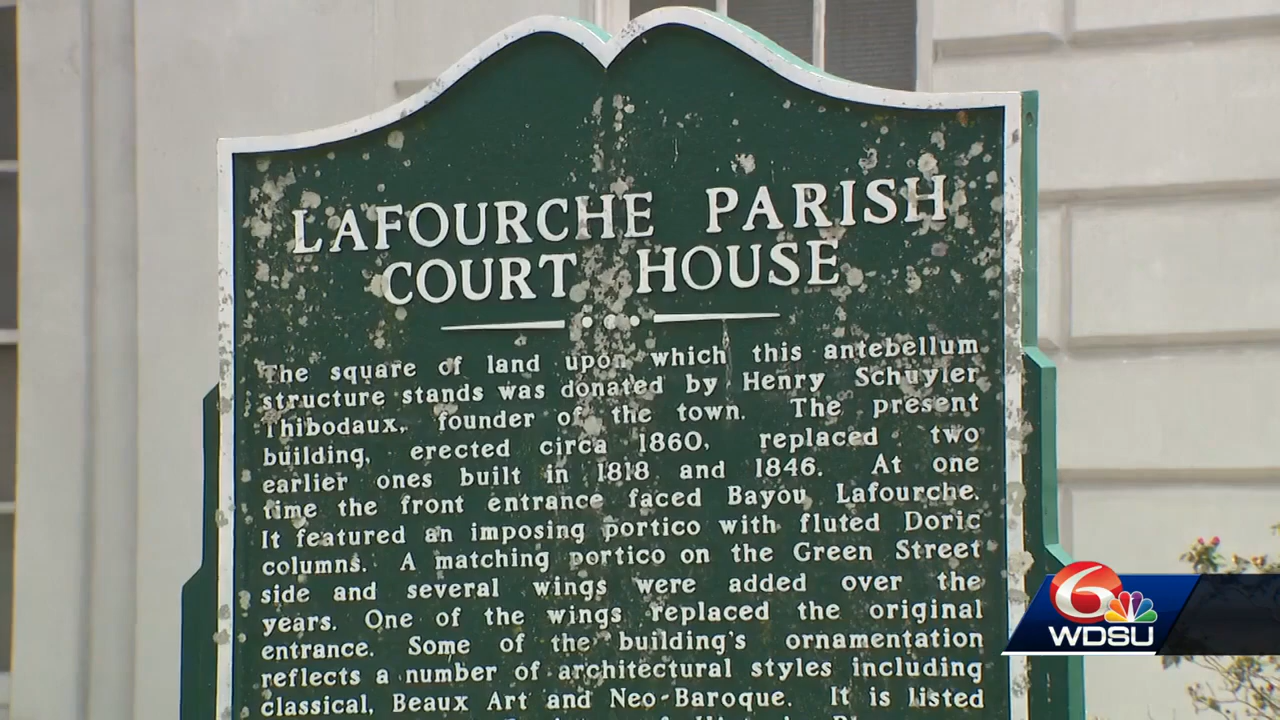 LAFOURCHE PARISH
COURT HOUSE
The square of land upon which this antebellum
structure stands was donated by Henry Schuyler
Thibodaux, founder of the town. The present
building, erected circa 1860, replaced two
earlier ones built in 1818 and 1846. At one
time the front entrance faced Bayou Lafourche.
It featured an imposing portico with fluted Doric
columns. A matching portico on the Green Street
side and several wings were added over the
years. One of the wings replaced the original
entrance. Some of the building's ornamentation
reflects a number of architectural styles including
classical, Beaux Art and Neo-Baroque. It is listed
6
WDSU